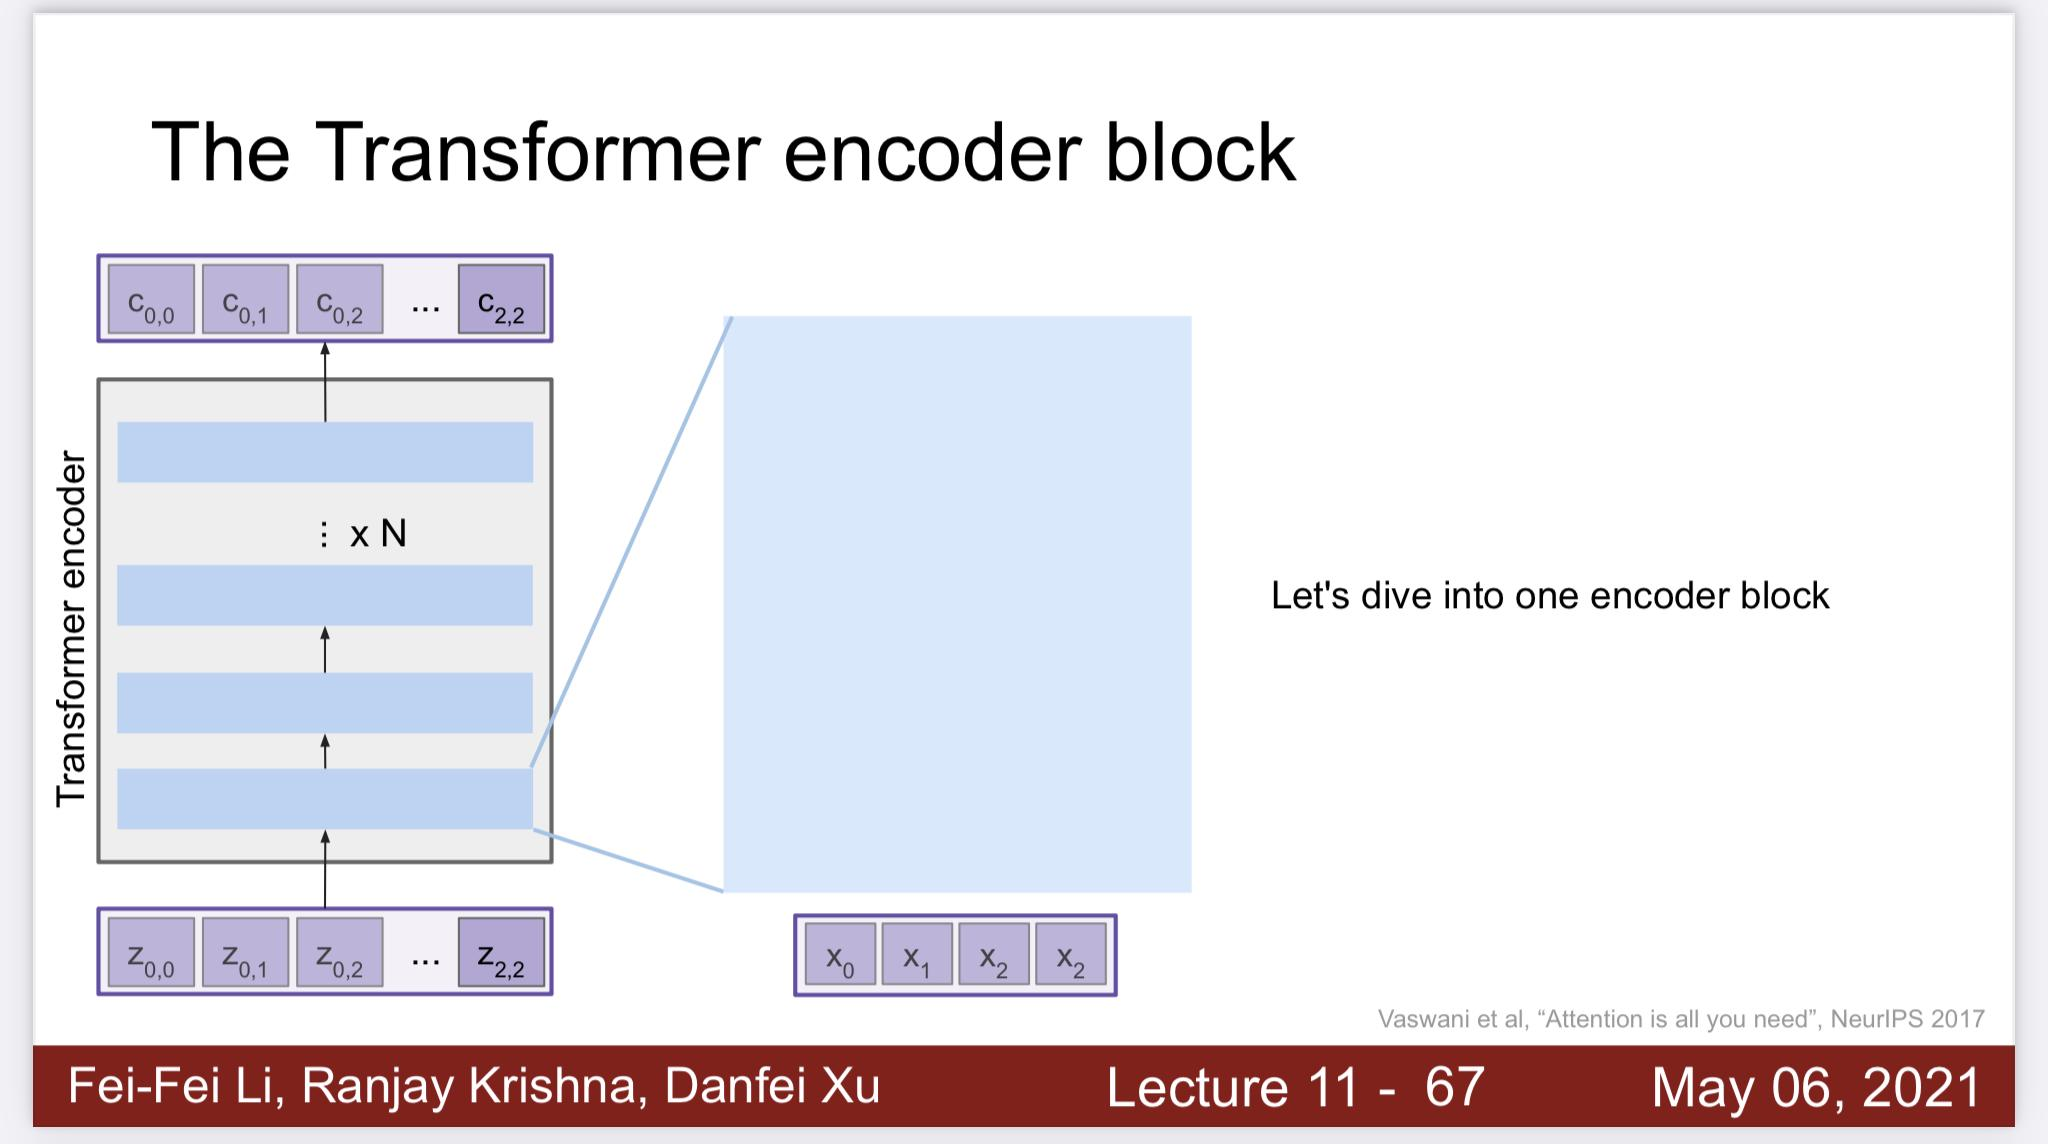 The Transformer encoder block
c0,0 c0,1 c0,2 ... c2,2
Transformer encoder
⋮ x N
Let's dive into one encoder block
z0,0 z0,1 z0,2 ... z2,2
x0 x1 x2 x2
Vaswani et al, “Attention is all you need”, NeurIPS 2017
Fei-Fei Li, Ranjay Krishna, Danfei Xu
Lecture 11 - 67
May 06, 2021